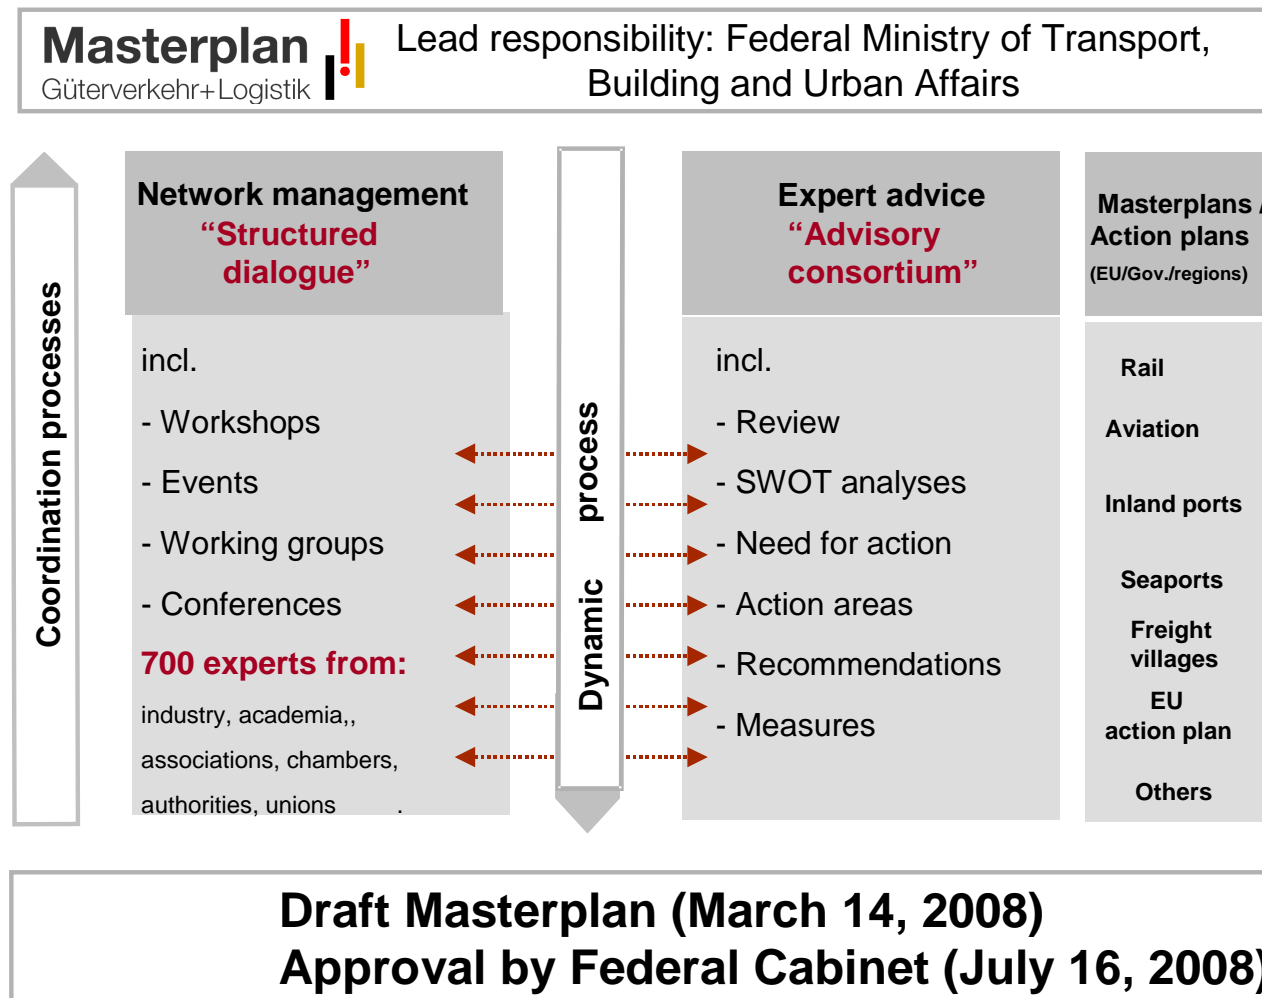 Masterplan
Güterverkehr+Logistik
Lead responsibility: Federal Ministry of Transport,
Building and Urban Affairs
Coordination processes
Network management
“Structured
dialogue”
incl.
- Workshops
- Events
- Working groups
- Conferences
700 experts from:
industry, academia,,
associations, chambers,
authorities, unions .
Dynamic process
Expert advice
“Advisory
consortium”
incl.
- Review
- SWOT analyses
- Need for action
- Action areas
- Recommendations
- Measures
Masterplans
Action plans
(EU/Gov./regions)
Rail
Aviation
Inland ports
Seaports
Freight
villages
EU
action plan
Others
Draft Masterplan (March 14, 2008)
Approval by Federal Cabinet (July 16, 2008)